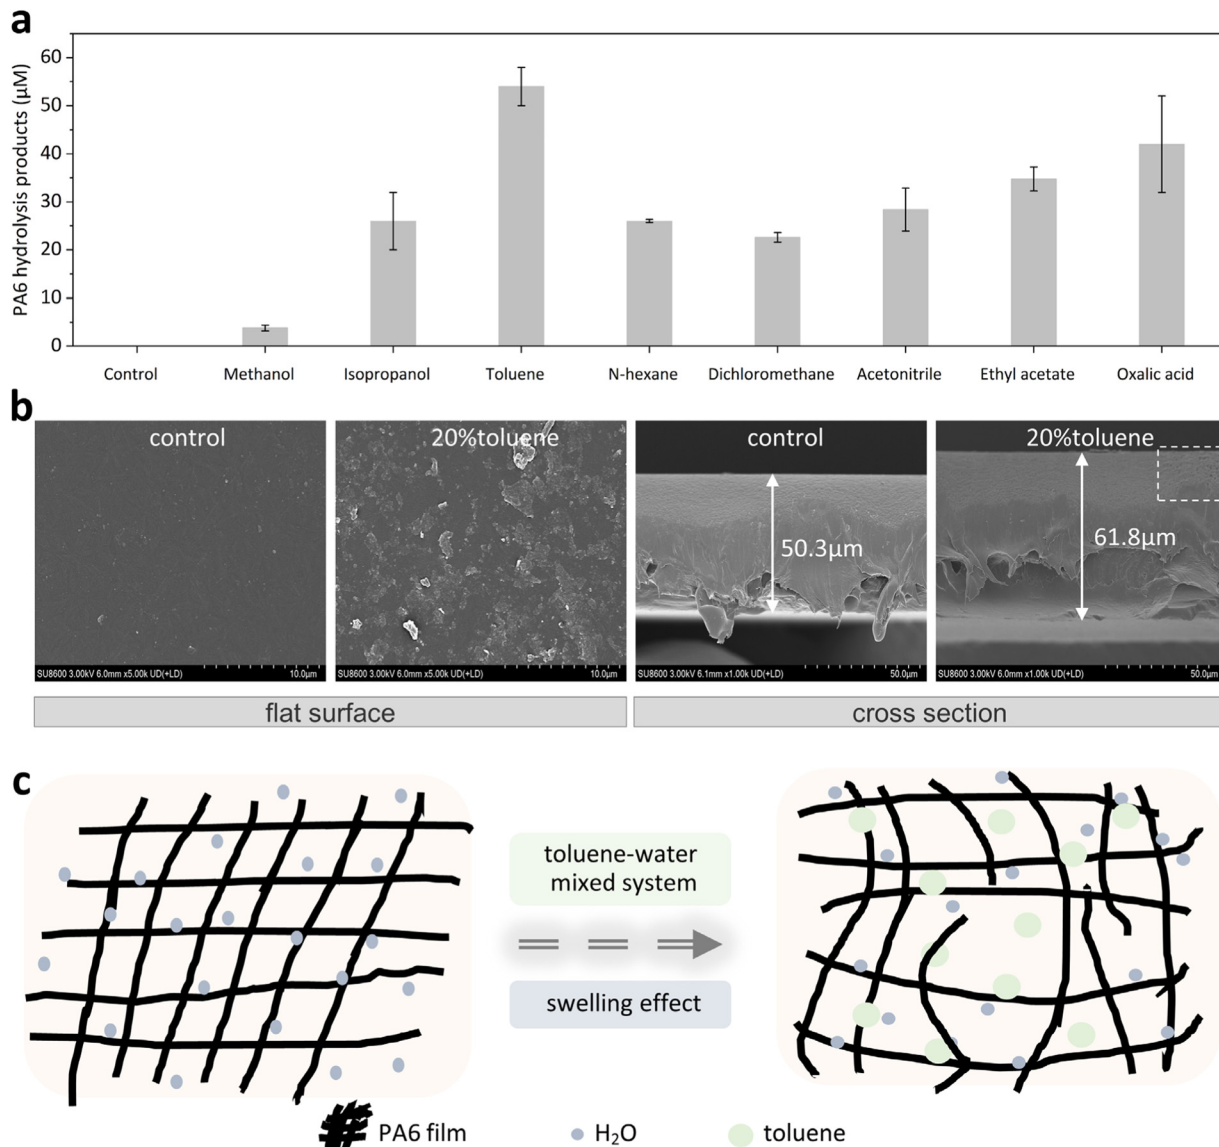 a
PA6 hydrolysis products (μM)
60
50
40
30
20
10
0
Control Methanol Isopropanol Toluene N-hexane Dichloromethane Acetonitrile Ethyl acetate Oxalic acid
b
control 20%toluene control 20%toluene
50.3μm 61.8μm
SU8600 3.00kV 6.0mm x5.00k UD(+LD) 10.0μm SU8600 3.00kV 6.0mm x5.00k UD(+LD) 10.0μm SU8600 3.00kV 6.1mm x1.00k UD(+LD) 50.0μm SU8600 3.00kV 6.0mm x1.00k UD(+LD) 50.0μm
flat surface cross section
c
toluene-water
mixed system
swelling effect
PA6 film H₂O toluene